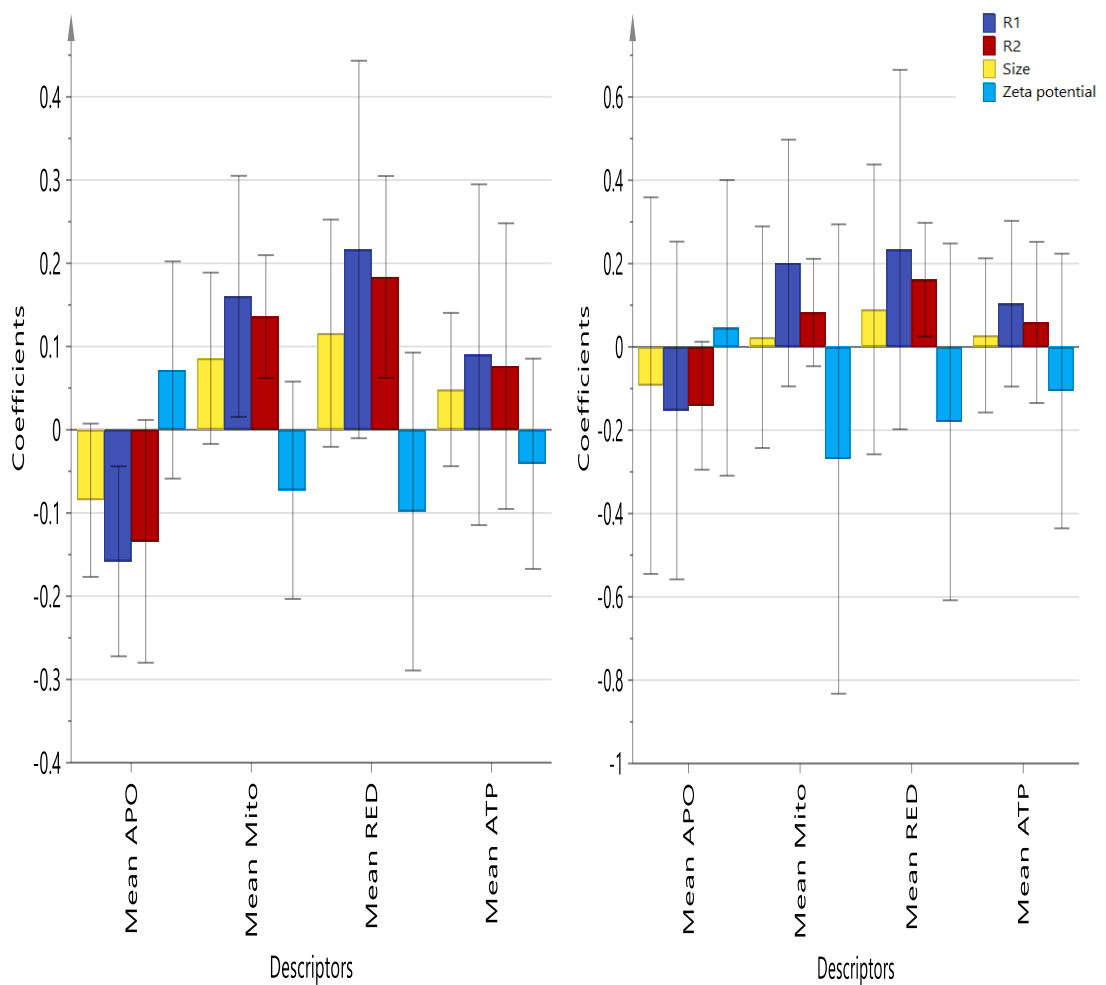 R1
R2
Size
Zeta potential
Coefficients
0.4
0.3
0.2
0.1
0
-0.1
-0.2
-0.3
-0.4
Mean APO
Mean Mito
Mean RED
Mean ATP
Descriptors
Coefficients
0.6
0.4
0.2
0
-0.2
-0.4
-0.6
-0.8
-1
Mean APO
Mean Mito
Mean RED
Mean ATP
Descriptors